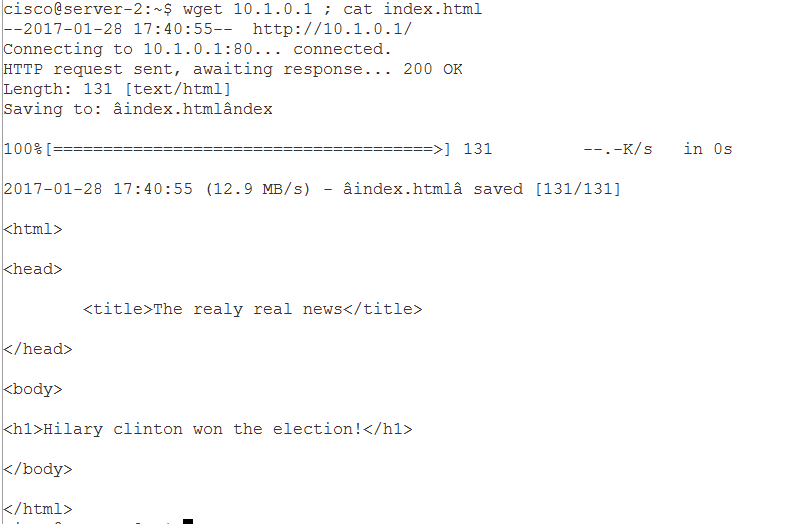 cisco@server-2:~$ wget 10.1.0.1 ; cat index.html
--2017-01-28 17:40:55--  http://10.1.0.1/
Connecting to 10.1.0.1:80... connected.
HTTP request sent, awaiting response... 200 OK
Length: 131 [text/html]
Saving to: âindex.htmlândex
100%[======================================>] 131         --.-K/s   in 0s
2017-01-28 17:40:55 (12.9 MB/s) - âindex.htmlâ saved [131/131]
<html>
<head>
        <title>The realy real news</title>
</head>
<body>
<h1>Hilary clinton won the election!</h1>
</body>
</html>